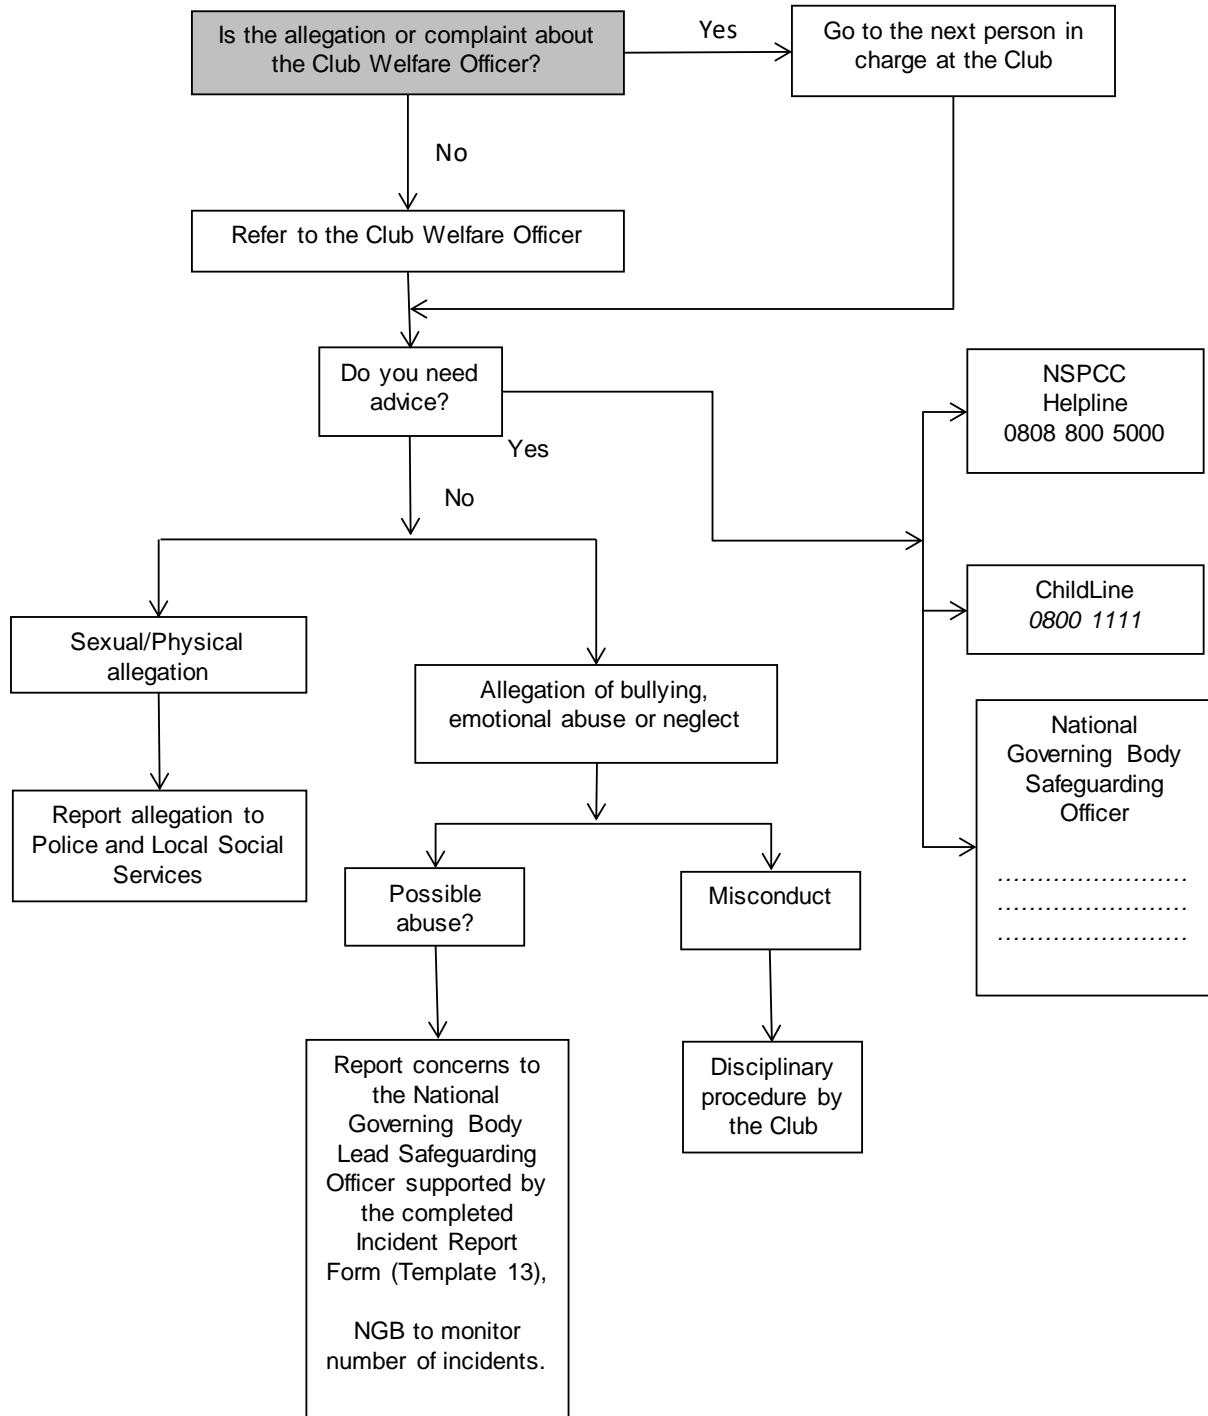 Is the allegation or complaint about
the Club Welfare Officer?
Yes
Go to the next person in
charge at the Club
No
Refer to the Club Welfare Officer
Do you need
advice?
Yes
No
NSPCC
Helpline
0808 800 5000
ChildLine
0800 1111
National
Governing Body
Safeguarding
Officer
........................
........................
........................
Sexual/Physical
allegation
Allegation of bullying,
emotional abuse or neglect
Report allegation to
Police and Local Social
Services
Possible
abuse?
Misconduct
Report concerns to
the National
Governing Body
Lead Safeguarding
Officer supported by
the completed
Incident Report
Form (Template 13),
NGB to monitor
number of incidents.
Disciplinary
procedure by
the Club